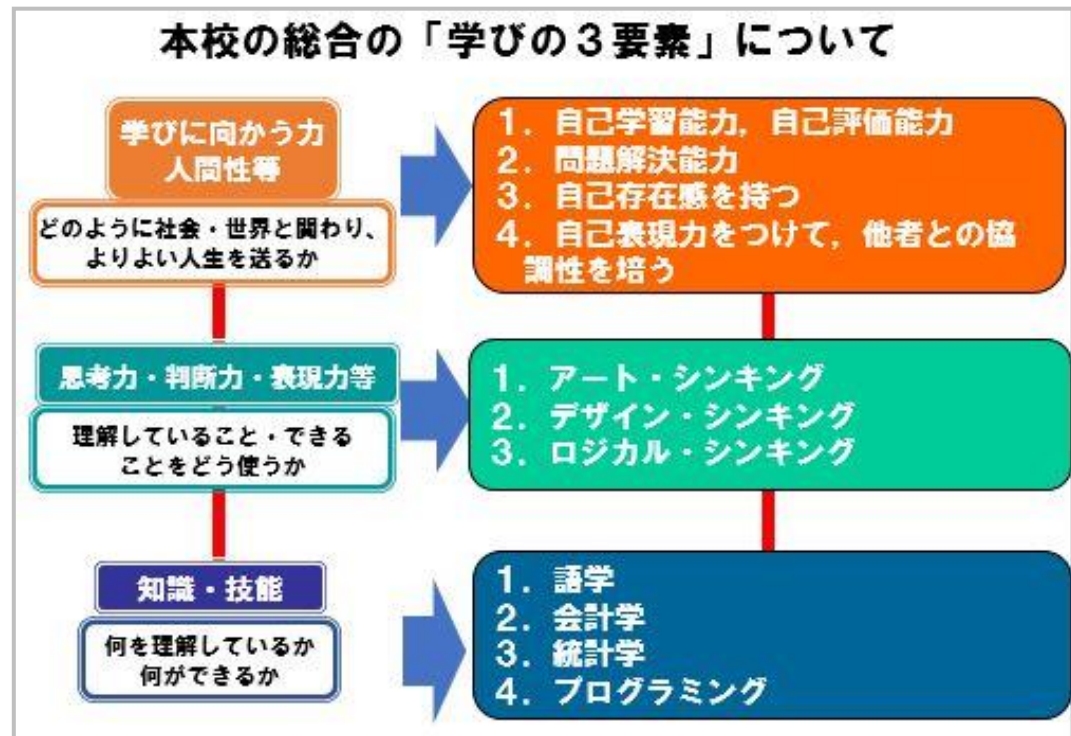 本校の総合の「学びの3要素」について
学びに向かう力
人間性等
どのように社会・世界と関わり、
よりよい人生を送るか
1．自己学習能力，自己評価能力
2．問題解決能力
3．自己存在感を持つ
4．自己表現力をつけて，他者との協
調性を培う
思考力・判断力・表現力等
理解していること・できる
ことをどう使うか
1．アート・シンキング
2．デザイン・シンキング
3．ロジカル・シンキング
知識・技能
何を理解しているか
何ができるか
1．語学
2．会計学
3．統計学
4．プログラミング